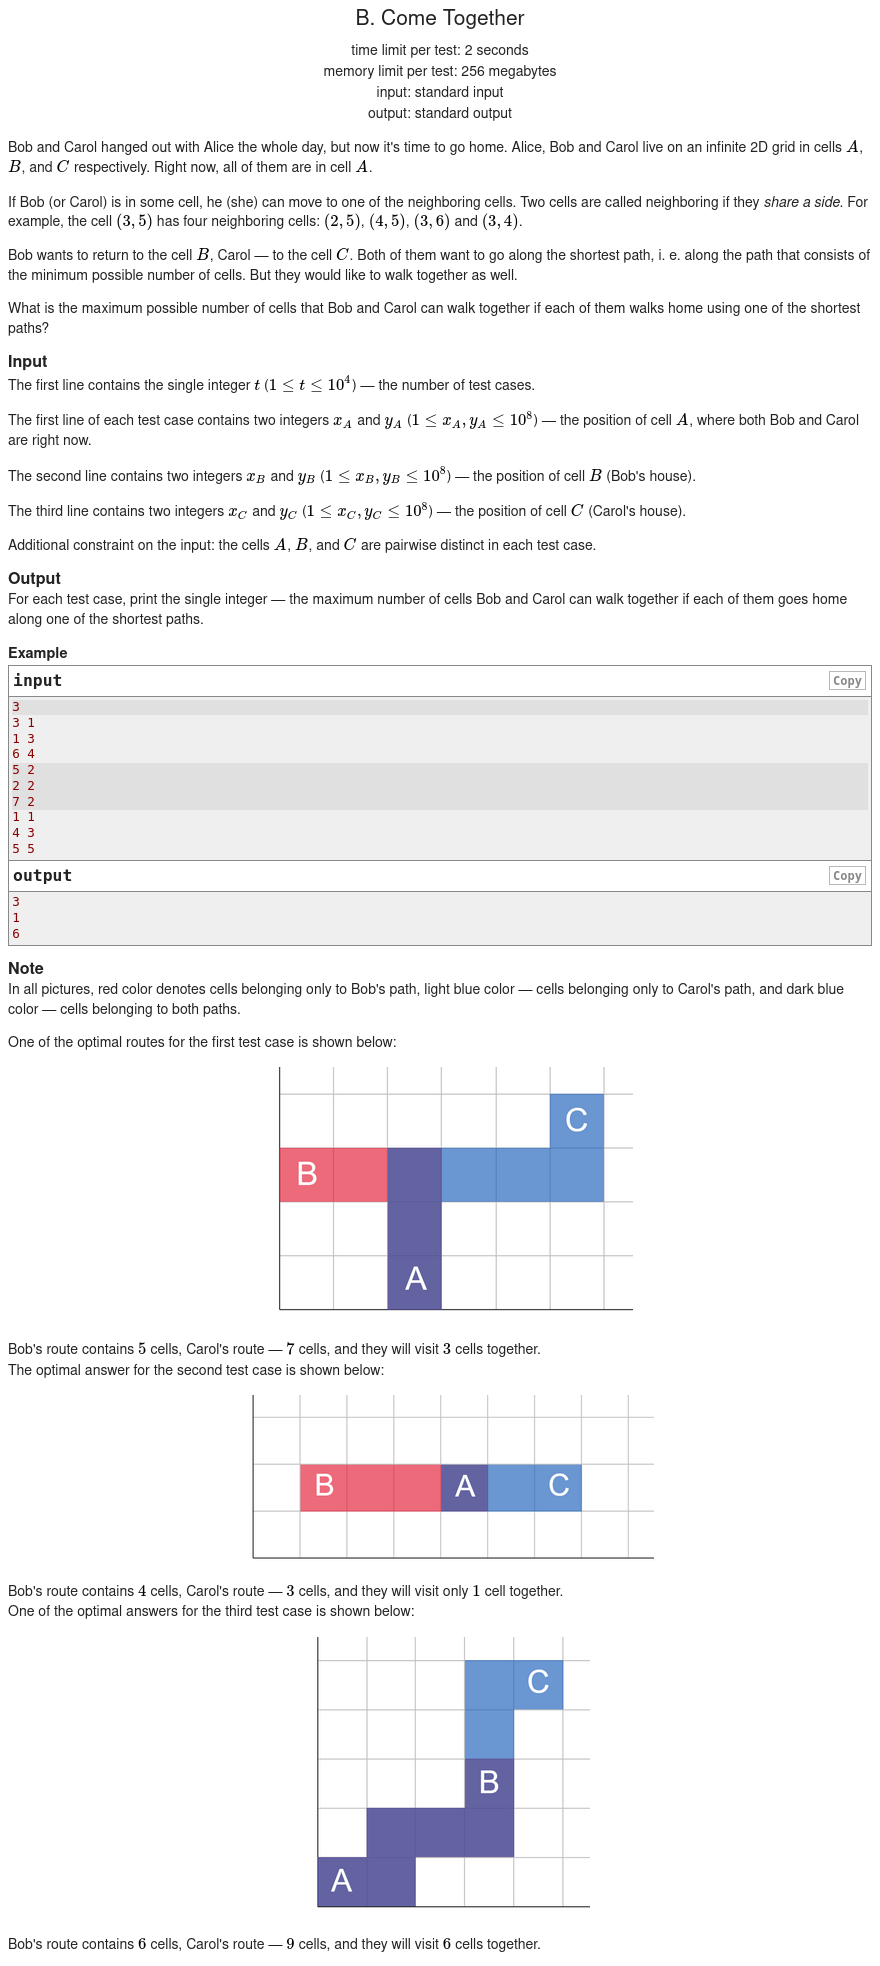 B. Come Together
time limit per test: 2 seconds
memory limit per test: 256 megabytes
input: standard input
output: standard output
Bob and Carol hanged out with Alice the whole day, but now it's time to go home. Alice, Bob and Carol live on an infinite 2D grid in cells A,
B, and C respectively. Right now, all of them are in cell A.
If Bob (or Carol) is in some cell, he (she) can move to one of the neighboring cells. Two cells are called neighboring if they share a side. For
example, the cell (3, 5) has four neighboring cells: (2, 5), (4, 5), (3, 6) and (3, 4).
Bob wants to return to the cell B, Carol — to the cell C. Both of them want to go along the shortest path, i. e. along the path that consists of
the minimum possible number of cells. But they would like to walk together as well.
What is the maximum possible number of cells that Bob and Carol can walk together if each of them walks home using one of the shortest
paths?
Input
The first line contains the single integer t (1 ≤ t ≤ 10⁴) — the number of test cases.
The first line of each test case contains two integers x_A and y_A (1 ≤ x_A, y_A ≤ 10⁸) — the position of cell A, where both Bob and Carol
are right now.
The second line contains two integers x_B and y_B (1 ≤ x_B, y_B ≤ 10⁸) — the position of cell B (Bob's house).
The third line contains two integers x_C and y_C (1 ≤ x_C, y_C ≤ 10⁸) — the position of cell C (Carol's house).
Additional constraint on the input: the cells A, B, and C are pairwise distinct in each test case.
Output
For each test case, print the single integer — the maximum number of cells Bob and Carol can walk together if each of them goes home
along one of the shortest paths.
Example
input
Copy
3
3 1
1 3
6 4
5 2
2 2
7 2
1 1
4 3
5 5
output
Copy
3
1
6
Note
In all pictures, red color denotes cells belonging only to Bob's path, light blue color — cells belonging only to Carol's path, and dark blue
color — cells belonging to both paths.
One of the optimal routes for the first test case is shown below:
C
B
A
Bob's route contains 5 cells, Carol's route — 7 cells, and they will visit 3 cells together.
The optimal answer for the second test case is shown below:
B A C
Bob's route contains 4 cells, Carol's route — 3 cells, and they will visit only 1 cell together.
One of the optimal answers for the third test case is shown below:
C
B
A
Bob's route contains 6 cells, Carol's route — 9 cells, and they will visit 6 cells together.